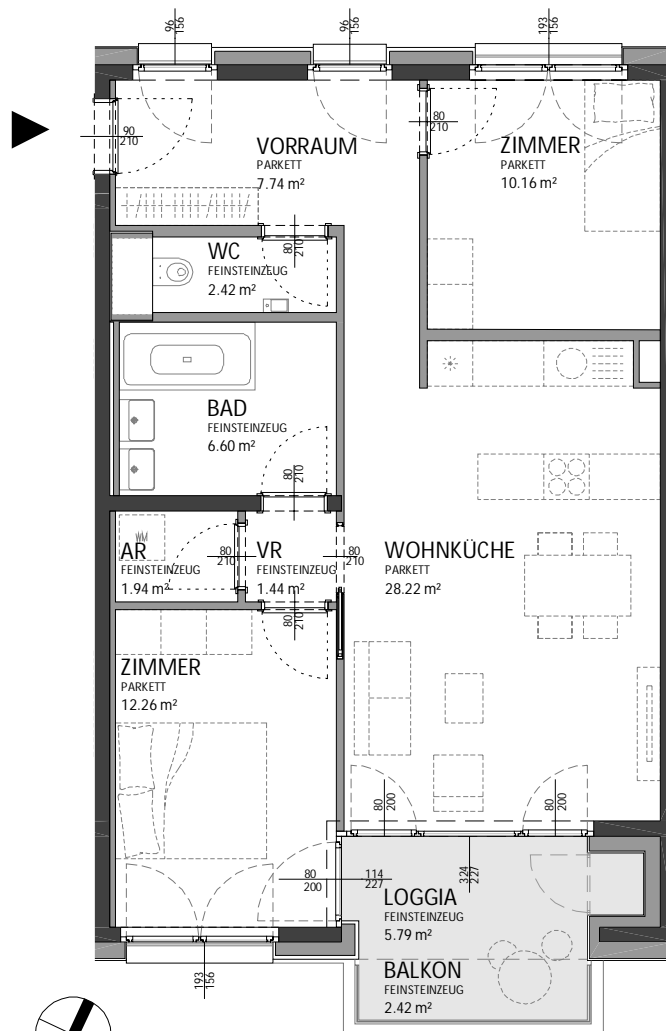 96
156
96
156
193
156
90
210
VORRAUM
PARKETT
7.74 m²
80
210
ZIMMER
PARKETT
10.16 m²
WC
FEINSTEINZEUG
2.42 m²
80
210
BAD
FEINSTEINZEUG
6.60 m²
80
210
WM
AR
FEINSTEINZEUG
1.94 m²
80
210
VR
FEINSTEINZEUG
1.44 m²
80
210
WOHNKÜCHE
PARKETT
28.22 m²
80
210
ZIMMER
PARKETT
12.26 m²
80
200
80
200
80
200
114
227
324
227
LOGGIA
FEINSTEINZEUG
5.79 m²
BALKON
FEINSTEINZEUG
2.42 m²
193
156